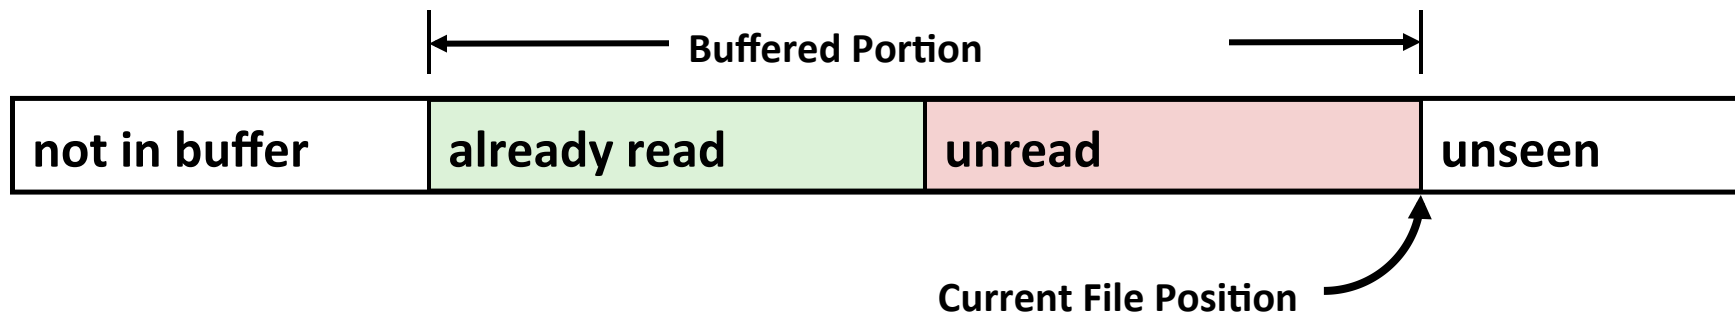 Buffered Portion
not in buffer
already read
unread
unseen
Current File Position